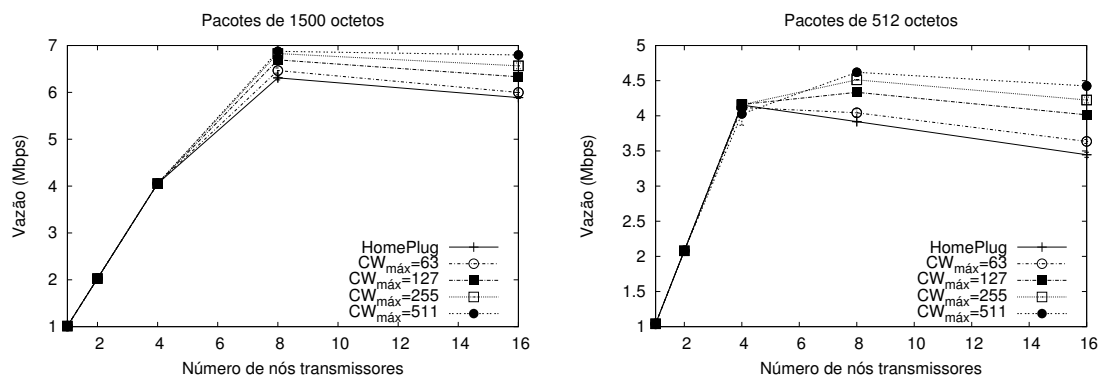 Pacotes de 1500 octetos
7
6
5
4
3
2
1
2 4 6 8 10 12 14 16
Vazão (Mbps)
Número de nós transmissores
HomePlug
CWmáx=63
CWmáx=127
CWmáx=255
CWmáx=511
Pacotes de 512 octetos
5
4.5
4
3.5
3
2.5
2
1.5
1
2 4 6 8 10 12 14 16
Vazão (Mbps)
Número de nós transmissores
HomePlug
CWmáx=63
CWmáx=127
CWmáx=255
CWmáx=511